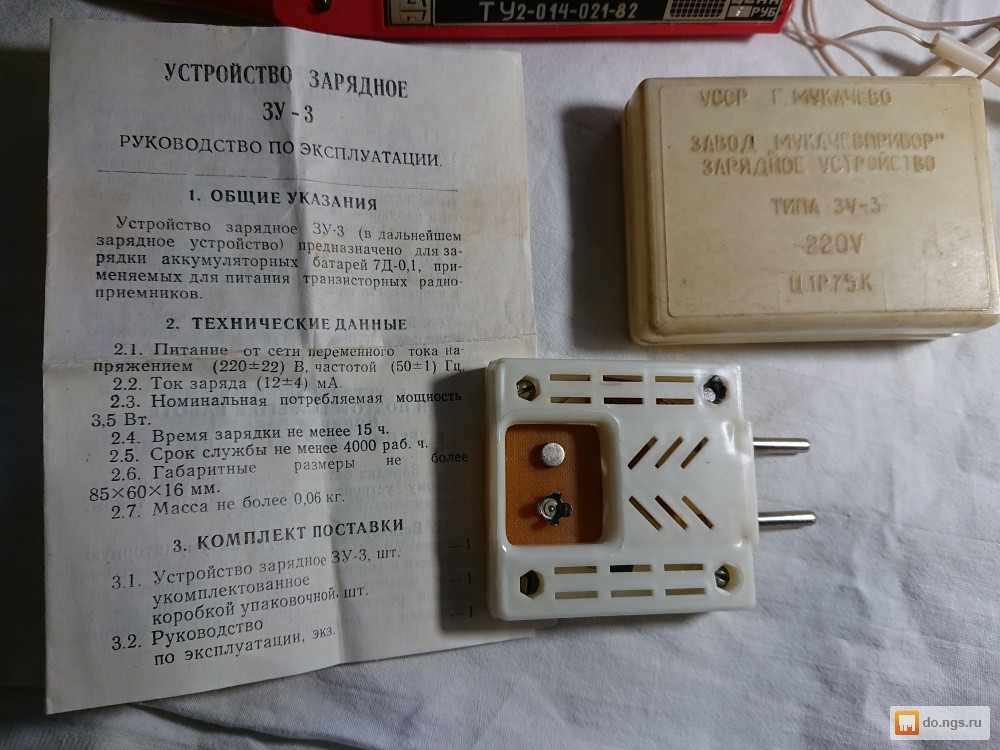 ТУ2-014-021-82
РУБ
УСТРОЙСТВО ЗАРЯДНОЕ
ЗУ-3
РУКОВОДСТВО ПО ЭКСПЛУАТАЦИИ.
1. ОБЩИЕ УКАЗАНИЯ
Устройство зарядное ЗУ-3 (в дальнейшем
зарядное устройство) предназначено для за-
рядки аккумуляторных батарей 7Д-0,1, при-
меняемых для питания транзисторных радио-
приемников.
2. ТЕХНИЧЕСКИЕ ДАННЫЕ
2.1. Питание от сети переменного тока на-
пряжением (220±22) В, частотой (50±1) Гц.
2.2. Ток заряда (12±4) мА.
2.3. Номинальная потребляемая мощность
3,5 Вт.
2.4. Время зарядки не менее 15 ч.
2.5. Срок службы не менее 4000 раб. ч.
2.6. Габаритные размеры не более
85×60×16 мм.
2.7. Масса не более 0,06 кг.
3. КОМПЛЕКТ ПОСТАВКИ
3.1. Устройство зарядное ЗУ-3, шт. —1
укомплектованное
коробкой упаковочной, шт. —1
3.2. Руководство
по эксплуатации, экз. —1
УССР Г. МУКАЧЕВО
ЗАВОД „МУКАЧЕВПРИБОР"
ЗАРЯДНОЕ УСТРОЙСТВО
ТИПА ЗУ-3
220V
Ц 1Р.75.К
do.ngs.ru